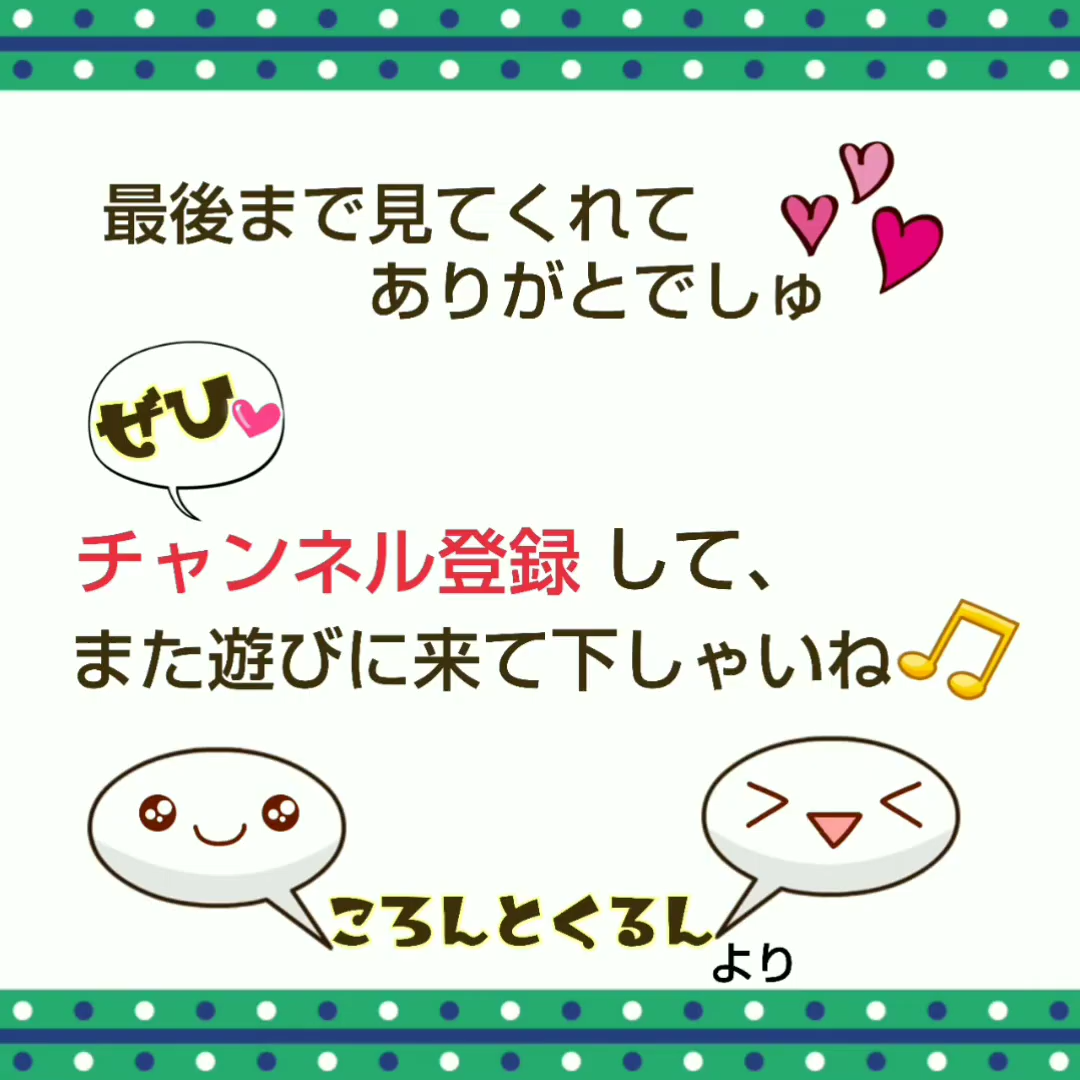 最後まで見てくれて
ありがとでしゅ
ぜひ
チャンネル登録 して、
また遊びに来て下しゃいね
ころんとくるん
より